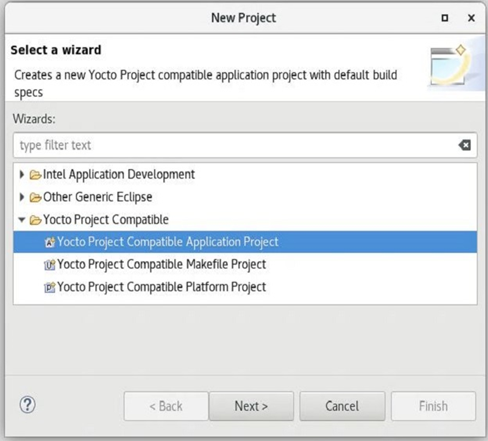 New Project
Select a wizard
Creates a new Yocto Project compatible application project with default build
specs
Wizards:
type filter text
Intel Application Development
Other Generic Eclipse
Yocto Project Compatible
Yocto Project Compatible Application Project
Yocto Project Compatible Makefile Project
Yocto Project Compatible Platform Project
< Back Next > Cancel Finish